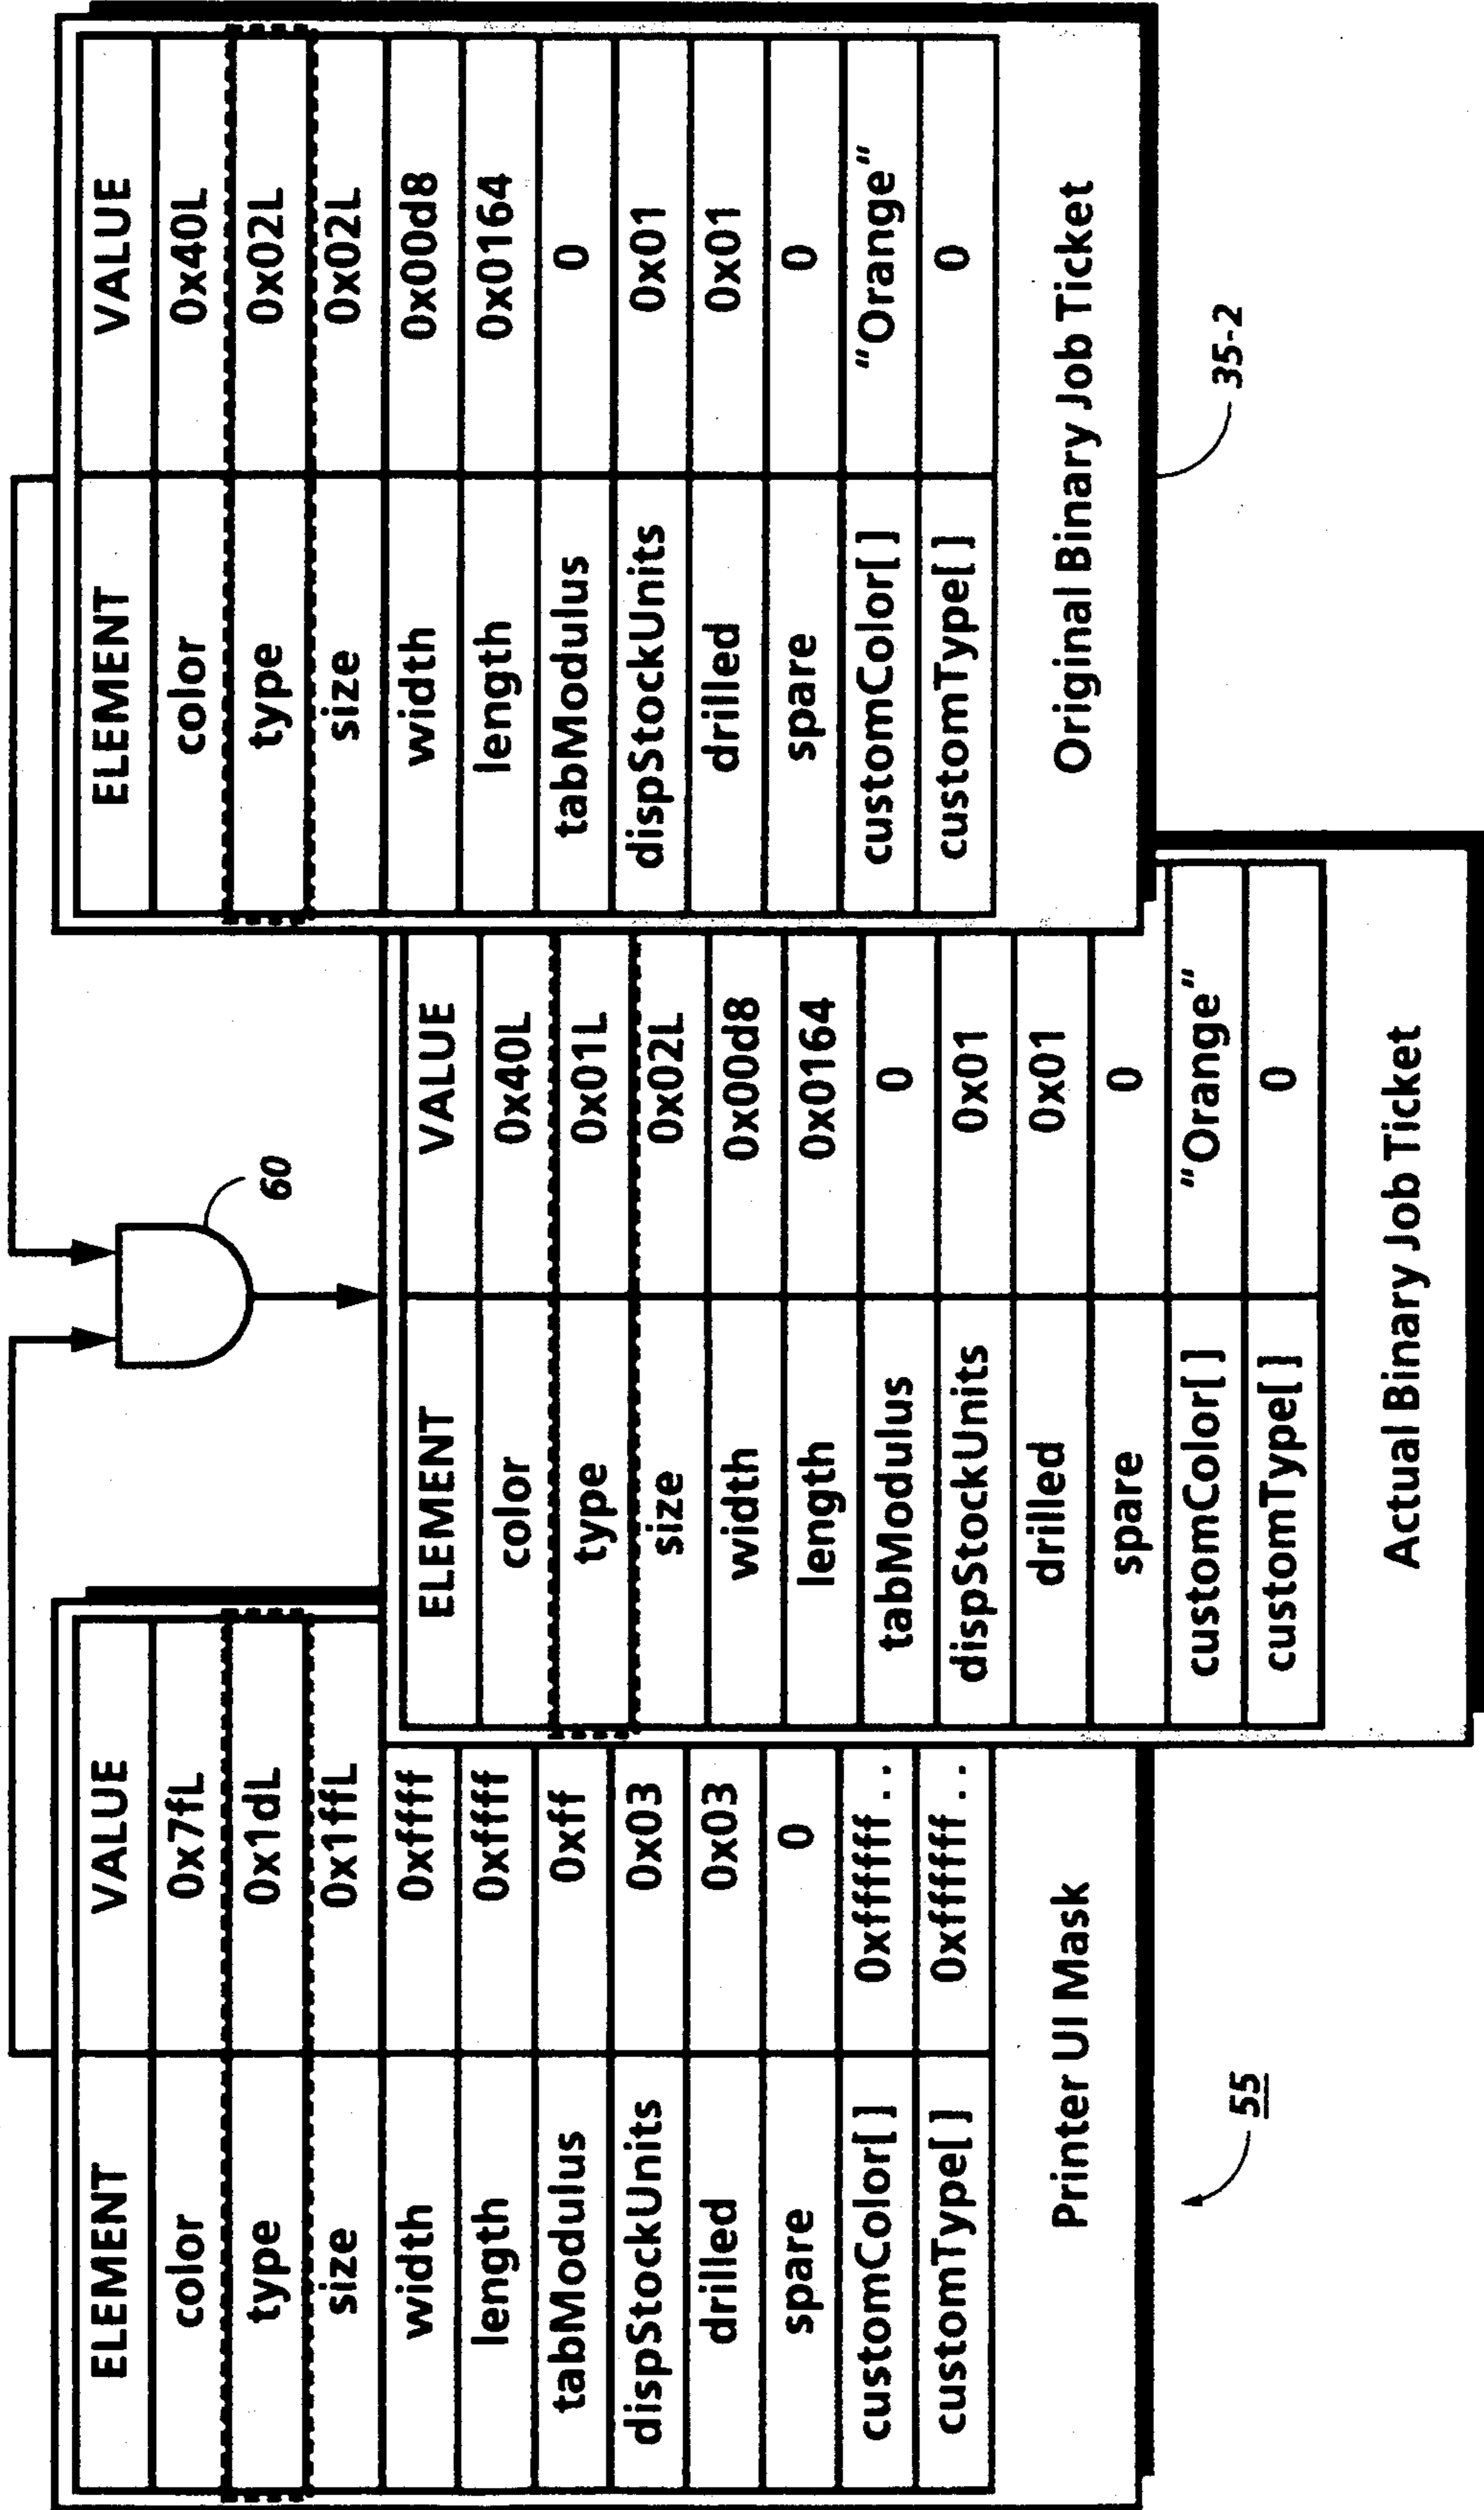 ELEMENT VALUE
color 0x7fL
type 0x1dL
size 0x1ffL
width 0xffff
length 0xffff
tabModulus 0xff
dispStockUnits 0x03
drilled 0x03
spare 0
customColor[ ] 0xffffff . .
customType[ ] 0xffffff . .
Printer UI Mask
55
60
ELEMENT VALUE
color 0x40L
type 0x01L
size 0x02L
width 0x00d8
length 0x0164
tabModulus 0
dispStockUnits 0x01
drilled 0x01
spare 0
customColor[ ] "Orange"
customType[ ] 0
Actual Binary Job Ticket
ELEMENT VALUE
color 0x40L
type 0x02L
size 0x02L
width 0x00d8
length 0x0164
tabModulus 0
dispStockUnits 0x01
drilled 0x01
spare 0
customColor[ ] "Orange"
customType[ ] 0
Original Binary Job Ticket
35-2